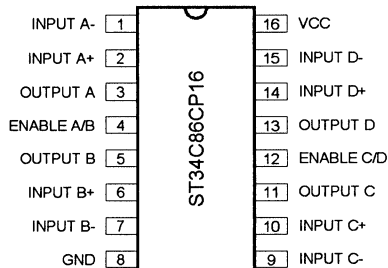 INPUT A- 1 16 VCC
INPUT A+ 2 15 INPUT D-
OUTPUT A 3 14 INPUT D+
ENABLE A/B 4 13 OUTPUT D
OUTPUT B 5 12 ENABLE C/D
INPUT B+ 6 11 OUTPUT C
INPUT B- 7 10 INPUT C+
GND 8 9 INPUT C-
ST34C86CP16